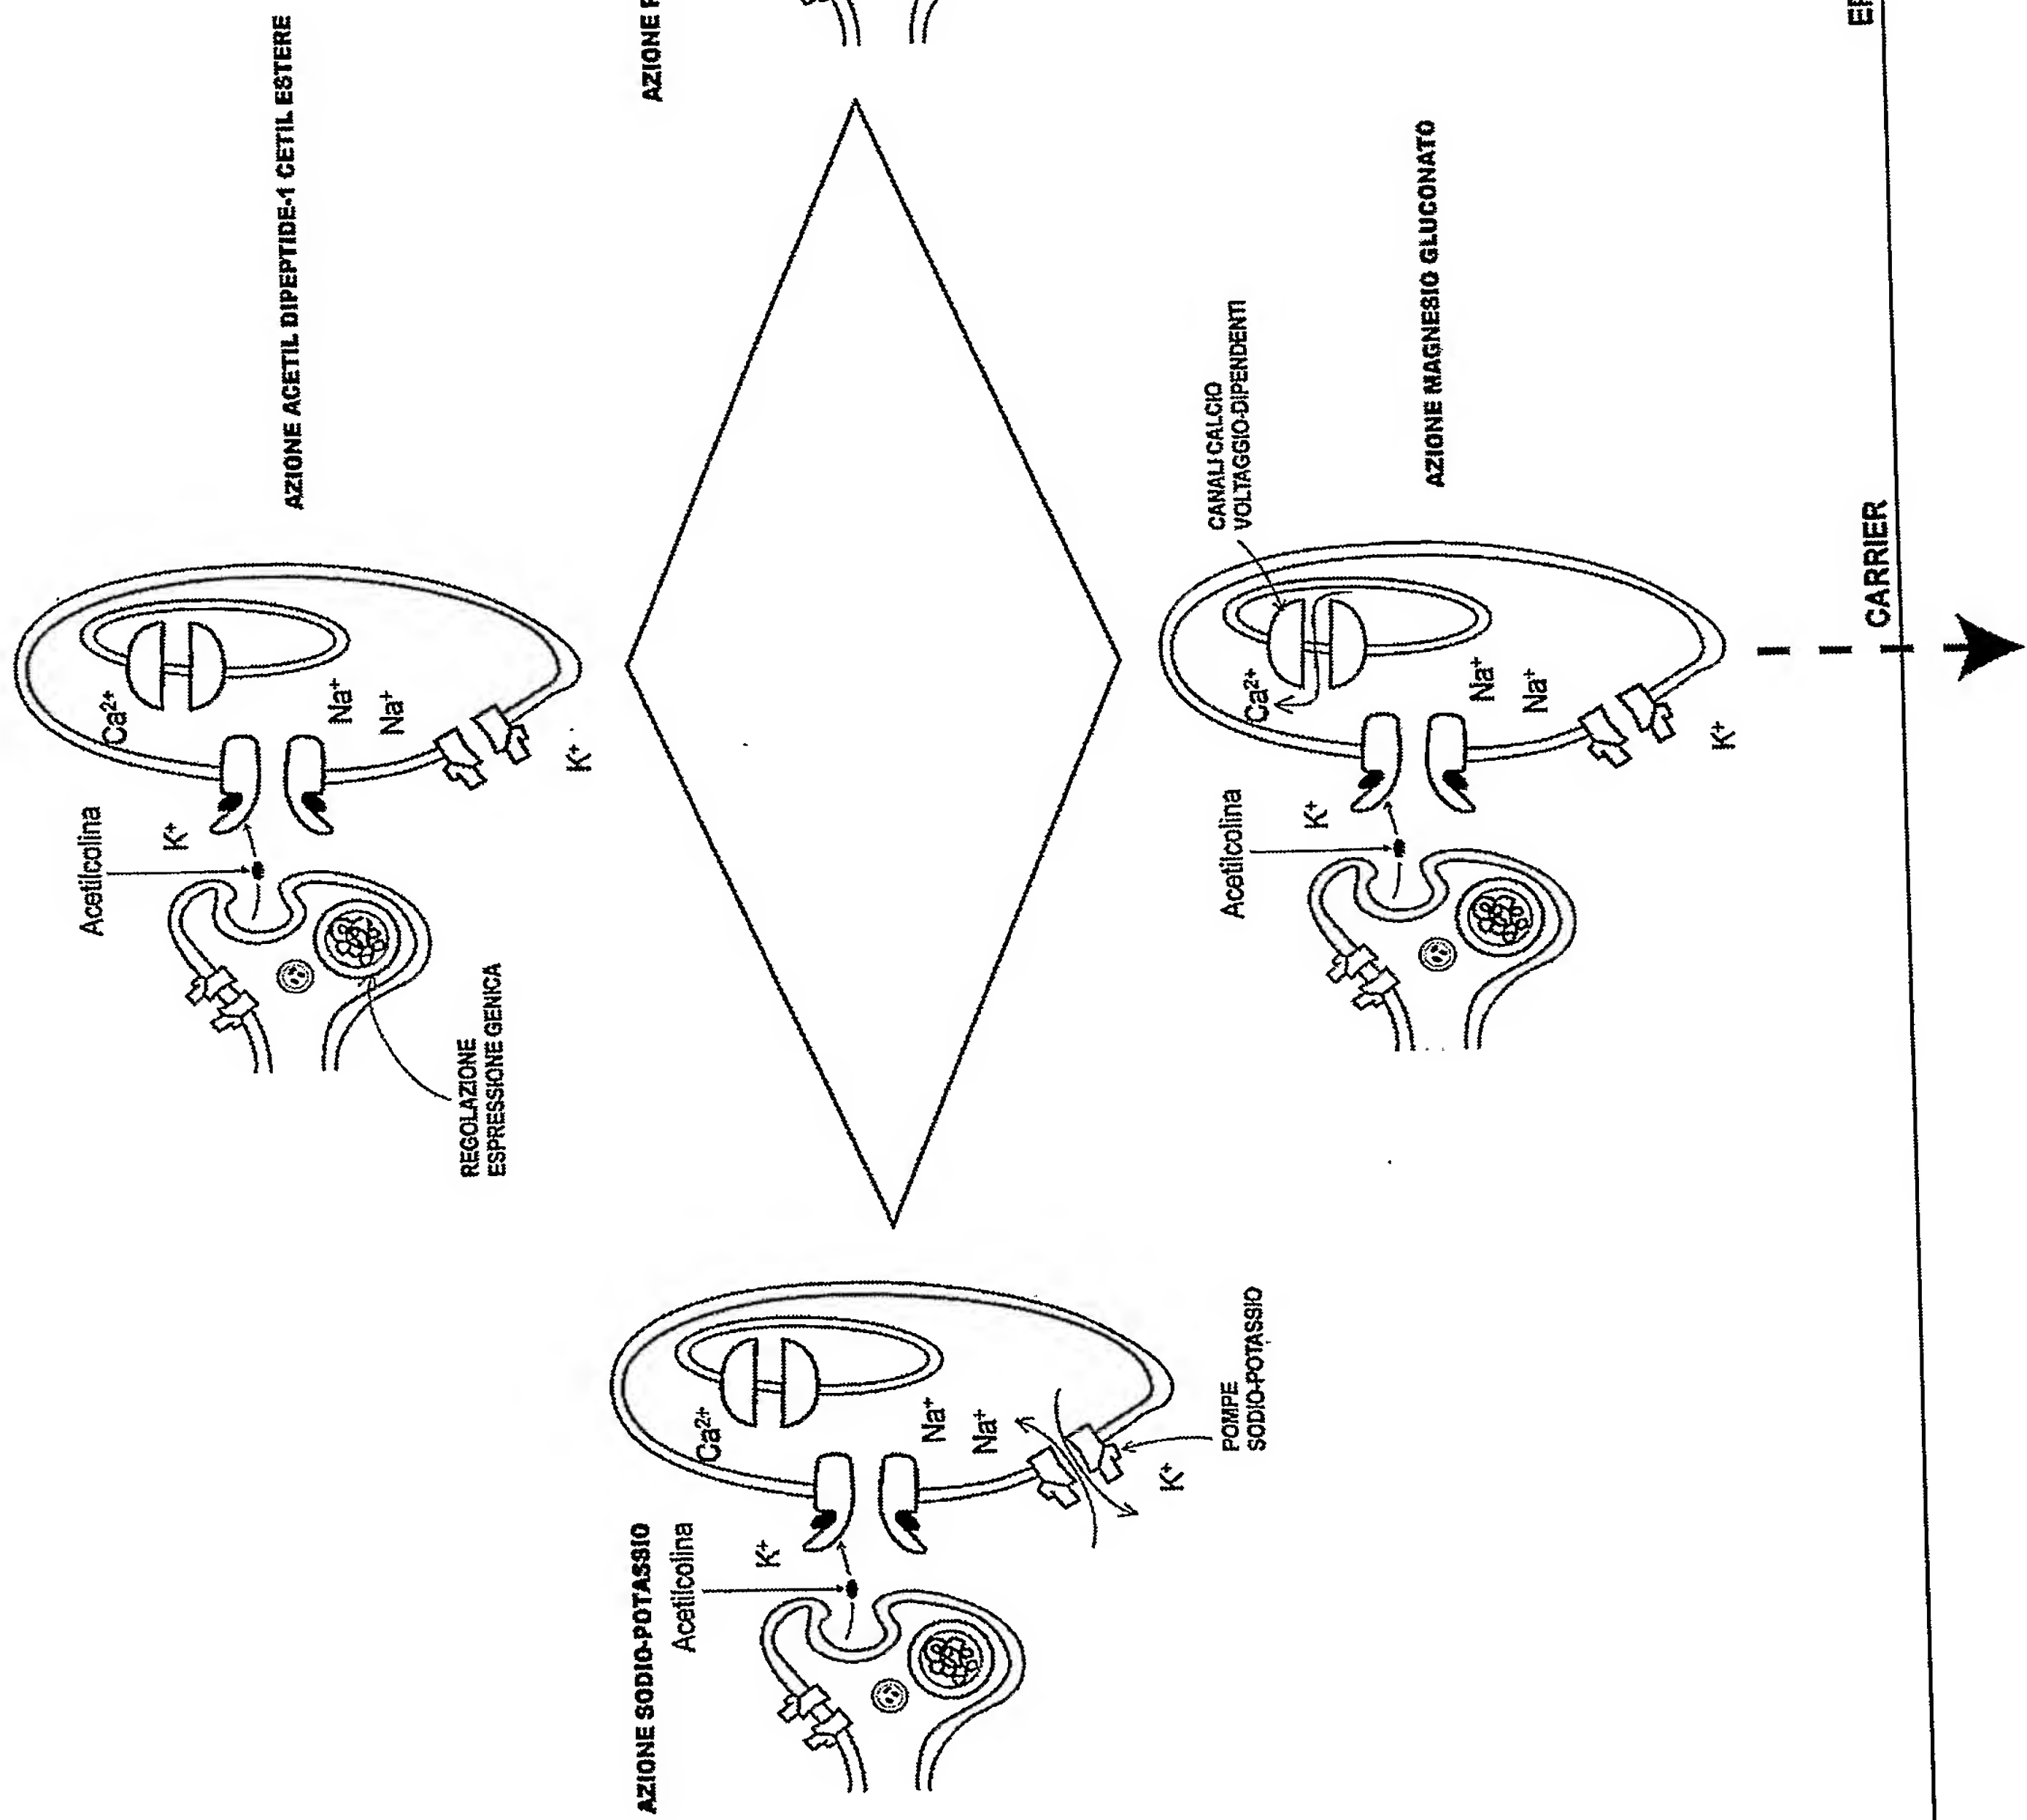 Acetilcolina
K⁺
Ca²⁺
Na⁺
Na⁺
K⁺
REGOLAZIONE
ESPRESSIONE GENICA
AZIONE ACETIL DIPEPTIDE-1 CETIL ESTERE
AZIONE SODIO-POTASSIO
Acetilcolina
K⁺
Ca²⁺
Na⁺
Na⁺
K⁺
POMPE
SODIO-POTASSIO
AZIONE
Acetilcolina
K⁺
Ca²⁺
Na⁺
Na⁺
K⁺
CANALI CALCIO
VOLTAGGIO-DIPENDENTI
AZIONE MAGNESIO GLUCONATO
CARRIER